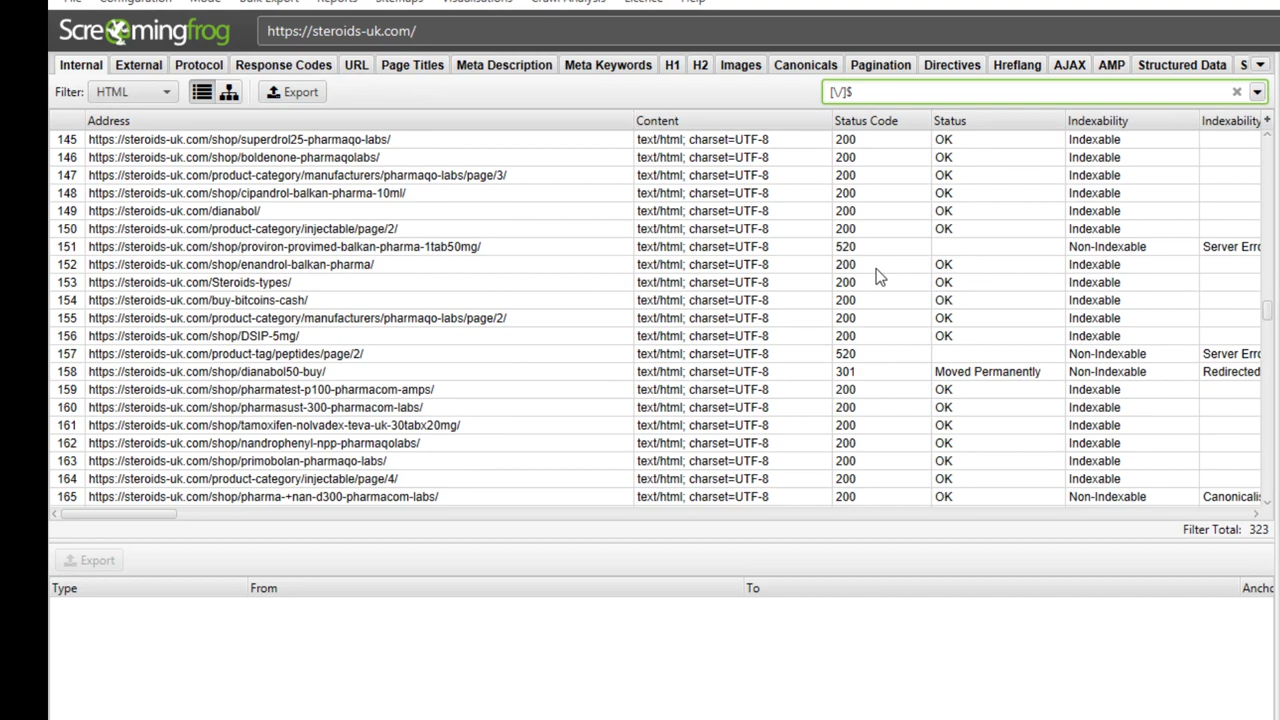 File Configuration Mode Bulk Export Reports Sitemaps Visualisations Crawl Analysis Licence Help
Screamingfrog https://steroids-uk.com/
Internal External Protocol Response Codes URL Page Titles Meta Description Meta Keywords H1 H2 Images Canonicals Pagination Directives Hreflang AJAX AMP Structured Data S
Filter: HTML Export [\/]$
Address Content Status Code Status Indexability Indexability
145 https://steroids-uk.com/shop/superdrol25-pharmaqo-labs/ text/html; charset=UTF-8 200 OK Indexable
146 https://steroids-uk.com/shop/boldenone-pharmaqolabs/ text/html; charset=UTF-8 200 OK Indexable
147 https://steroids-uk.com/product-category/manufacturers/pharmaqo-labs/page/3/ text/html; charset=UTF-8 200 OK Indexable
148 https://steroids-uk.com/shop/cipandrol-balkan-pharma-10ml/ text/html; charset=UTF-8 200 OK Indexable
149 https://steroids-uk.com/dianabol/ text/html; charset=UTF-8 200 OK Indexable
150 https://steroids-uk.com/product-category/injectable/page/2/ text/html; charset=UTF-8 200 OK Indexable
151 https://steroids-uk.com/shop/proviron-provimed-balkan-pharma-1tab50mg/ text/html; charset=UTF-8 520 Non-Indexable Server Erro
152 https://steroids-uk.com/shop/enandrol-balkan-pharma/ text/html; charset=UTF-8 200 OK Indexable
153 https://steroids-uk.com/Steroids-types/ text/html; charset=UTF-8 200 OK Indexable
154 https://steroids-uk.com/buy-bitcoins-cash/ text/html; charset=UTF-8 200 OK Indexable
155 https://steroids-uk.com/product-category/manufacturers/pharmaqo-labs/page/2/ text/html; charset=UTF-8 200 OK Indexable
156 https://steroids-uk.com/shop/DSIP-5mg/ text/html; charset=UTF-8 200 OK Indexable
157 https://steroids-uk.com/product-tag/peptides/page/2/ text/html; charset=UTF-8 520 Non-Indexable Server Erro
158 https://steroids-uk.com/shop/dianabol50-buy/ text/html; charset=UTF-8 301 Moved Permanently Non-Indexable Redirected
159 https://steroids-uk.com/shop/pharmatest-p100-pharmacom-amps/ text/html; charset=UTF-8 200 OK Indexable
160 https://steroids-uk.com/shop/pharmasust-300-pharmacom-labs/ text/html; charset=UTF-8 200 OK Indexable
161 https://steroids-uk.com/shop/tamoxifen-nolvadex-teva-uk-30tabx20mg/ text/html; charset=UTF-8 200 OK Indexable
162 https://steroids-uk.com/shop/nandrophenyl-npp-pharmaqolabs/ text/html; charset=UTF-8 200 OK Indexable
163 https://steroids-uk.com/shop/primobolan-pharmaqo-labs/ text/html; charset=UTF-8 200 OK Indexable
164 https://steroids-uk.com/product-category/injectable/page/4/ text/html; charset=UTF-8 200 OK Indexable
165 https://steroids-uk.com/shop/pharma-+nan-d300-pharmacom-labs/ text/html; charset=UTF-8 200 OK Non-Indexable Canonicalis
Filter Total: 323
Export
Type From To Ancho